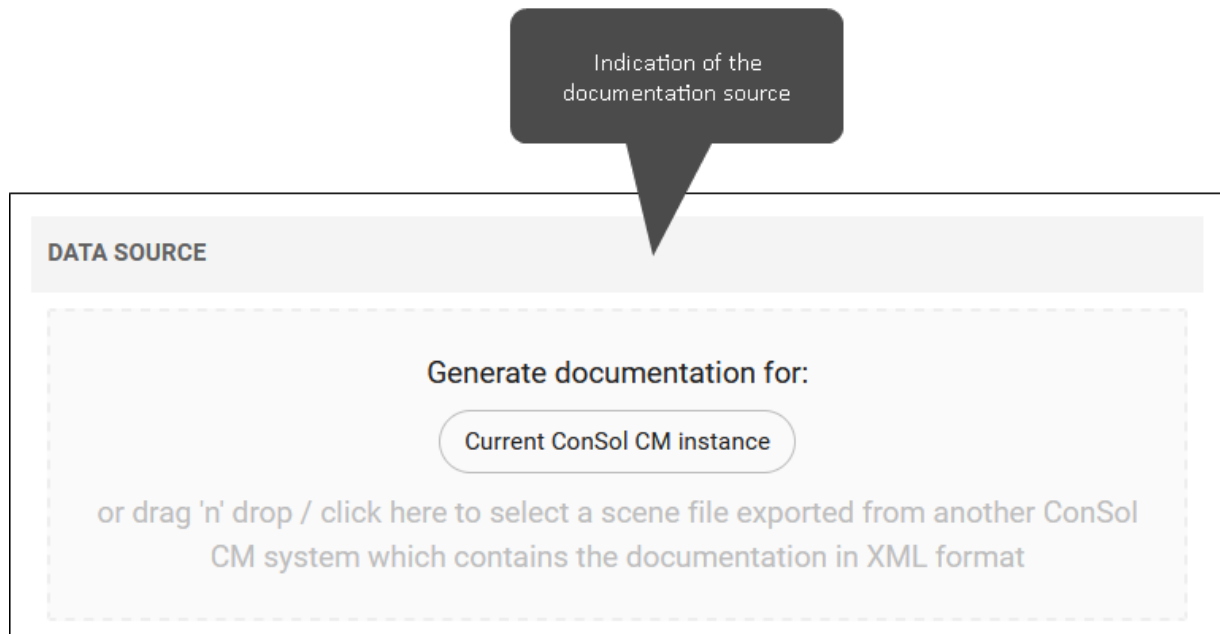 Indication of the
documentation source
DATA SOURCE
Generate documentation for:
Current ConSol CM instance
or drag 'n' drop / click here to select a scene file exported from another ConSol
CM system which contains the documentation in XML format